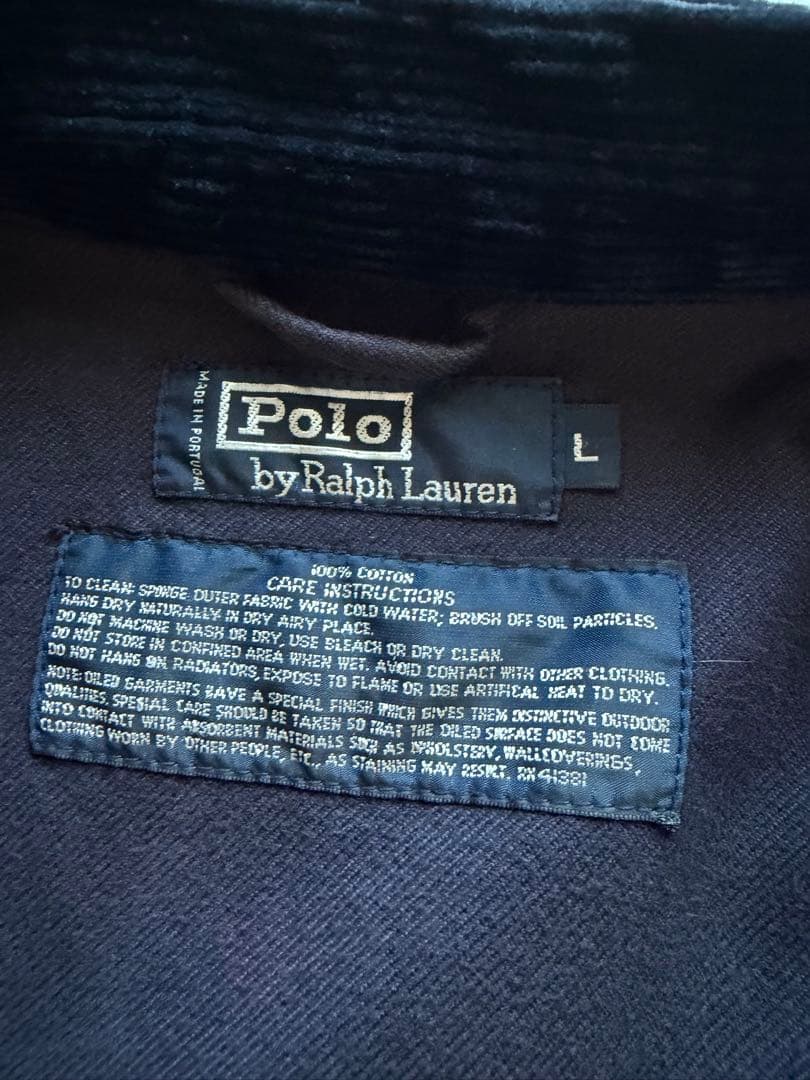 MADE IN PORTUGAL
Polo
by Ralph Lauren
L
100% COTTON
CARE INSTRUCTIONS
TO CLEAN: SPONGE OUTER FABRIC WITH COLD WATER; BRUSH OFF SOIL PARTICLES.
HANG DRY NATURALLY IN DRY AIRY PLACE.
DO NOT MACHINE WASH OR DRY, USE BLEACH OR DRY CLEAN.
DO NOT STORE IN CONFINED AREA WHEN WET. AVOID CONTACT WITH OTHER CLOTHING.
DO NOT HANG ON RADIATORS, EXPOSE TO FLAME OR USE ARTIFICAL HEAT TO DRY.
NOTE: OILED GARMENTS HAVE A SPECIAL FINISH WHICH GIVES THEM DISTINCTIVE OUTDOOR
QUALITIES, SPESIAL CARE SHOULD BE TAKEN SO THAT THE OILED SURFACE DOES NOT COME
INTO CONTACT WITH ABSORBENT MATERIALS SUCH AS UPHOLSTERY, WALLCOVERINGS,
CLOTHING WORN BY OTHER PEOPLE, ETC., AS STAINING MAY RESULT. RN 41381